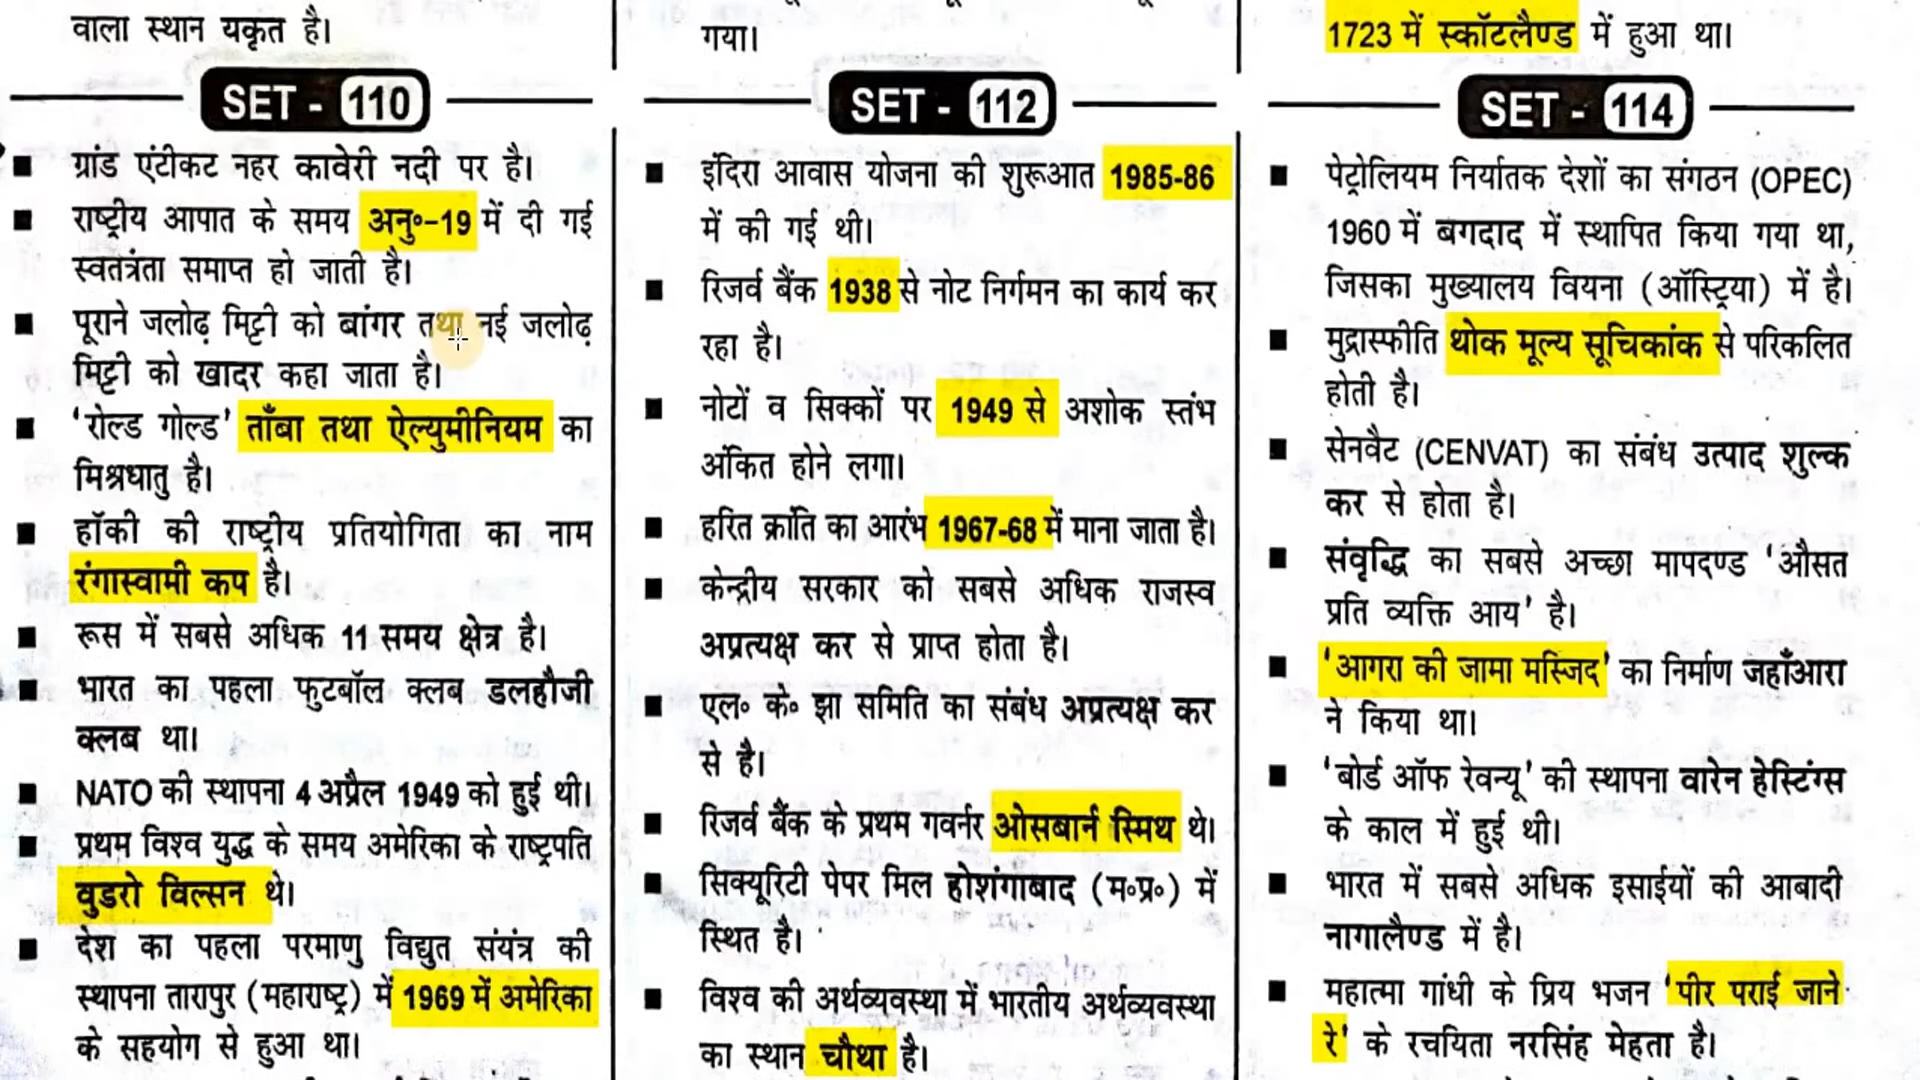 वाला स्थान यकृत है।
SET - 110
ग्रांड एंटीकट नहर कावेरी नदी पर है।
राष्ट्रीय आपात के समय अनु॰-19 में दी गई
स्वतंत्रता समाप्त हो जाती है।
पूराने जलोढ़ मिट्टी को बांगर तथा नई जलोढ़
मिट्टी को खादर कहा जाता है।
'रोल्ड गोल्ड' ताँबा तथा ऐल्युमीनियम का
मिश्रधातु है।
हॉकी की राष्ट्रीय प्रतियोगिता का नाम
रंगास्वामी कप है।
रूस में सबसे अधिक 11 समय क्षेत्र है।
भारत का पहला फुटबॉल क्लब डलहौजी
क्लब था।
NATO की स्थापना 4 अप्रैल 1949 को हुई थी।
प्रथम विश्व युद्ध के समय अमेरिका के राष्ट्रपति
वुडरो विल्सन थे।
देश का पहला परमाणु विद्युत संयंत्र की
स्थापना तारापुर (महाराष्ट्र) में 1969 में अमेरिका
के सहयोग से हुआ था।
गया।
SET - 112
इंदिरा आवास योजना की शुरूआत 1985-86
में की गई थी।
रिजर्व बैंक 1938 से नोट निर्गमन का कार्य कर
रहा है।
नोटों व सिक्कों पर 1949 से अशोक स्तंभ
अंकित होने लगा।
हरित क्रांति का आरंभ 1967-68 में माना जाता है।
केन्द्रीय सरकार को सबसे अधिक राजस्व
अप्रत्यक्ष कर से प्राप्त होता है।
एल॰ के॰ झा समिति का संबंध अप्रत्यक्ष कर
से है।
रिजर्व बैंक के प्रथम गवर्नर ओसबार्न स्मिथ थे।
सिक्यूरिटी पेपर मिल होशंगाबाद (म॰प्र॰) में
स्थित है।
विश्व की अर्थव्यवस्था में भारतीय अर्थव्यवस्था
का स्थान चौथा है।
1723 में स्कॉटलैण्ड में हुआ था।
SET - 114
पेट्रोलियम निर्यातक देशों का संगठन (OPEC)
1960 में बगदाद में स्थापित किया गया था,
जिसका मुख्यालय वियना (ऑस्ट्रिया) में है।
मुद्रास्फीति थोक मूल्य सूचिकांक से परिकलित
होती है।
सेनवैट (CENVAT) का संबंध उत्पाद शुल्क
कर से होता है।
संवृद्धि का सबसे अच्छा मापदण्ड 'औसत
प्रति व्यक्ति आय' है।
'आगरा की जामा मस्जिद' का निर्माण जहाँआरा
ने किया था।
'बोर्ड ऑफ रेवन्यू' की स्थापना वारेन हेस्टिंग्स
के काल में हुई थी।
भारत में सबसे अधिक इसाईयों की आबादी
नागालैण्ड में है।
महात्मा गांधी के प्रिय भजन 'पीर पराई जाने
रे' के रचयिता नरसिंह मेहता है।